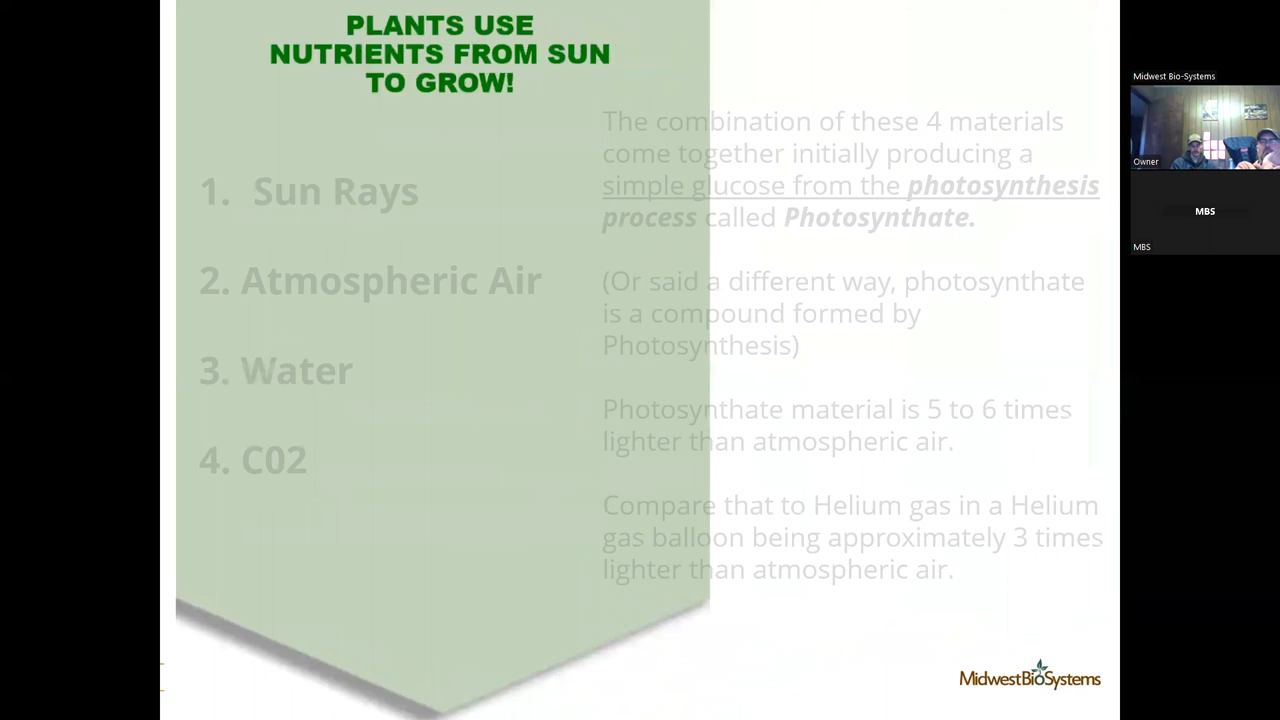 PLANTS USE
NUTRIENTS FROM SUN
TO GROW!
1. Sun Rays
2. Atmospheric Air
3. Water
4. C02
The combination of these 4 materials
come together initially producing a
simple glucose from the photosynthesis
process called Photosynthate.
(Or said a different way, photosynthate
is a compound formed by
Photosynthesis)
Photosynthate material is 5 to 6 times
lighter than atmospheric air.
Compare that to Helium gas in a Helium
gas balloon being approximately 3 times
lighter than atmospheric air.
MidwestBioSystems
Midwest Bio-Systems
Owner
MBS
MBS